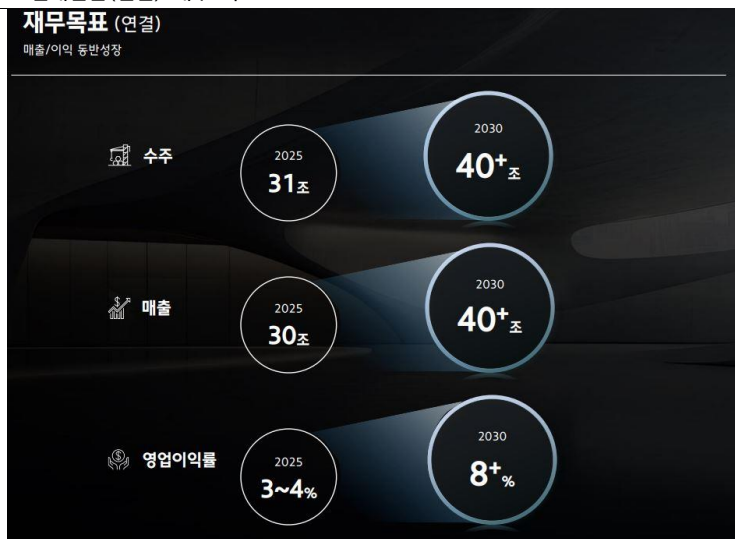 재무목표 (연결)
매출/이익 동반성장
수주
2025
31조
2030
40+조
매출
2025
30조
2030
40+조
영업이익률
2025
3~4%
2030
8+%